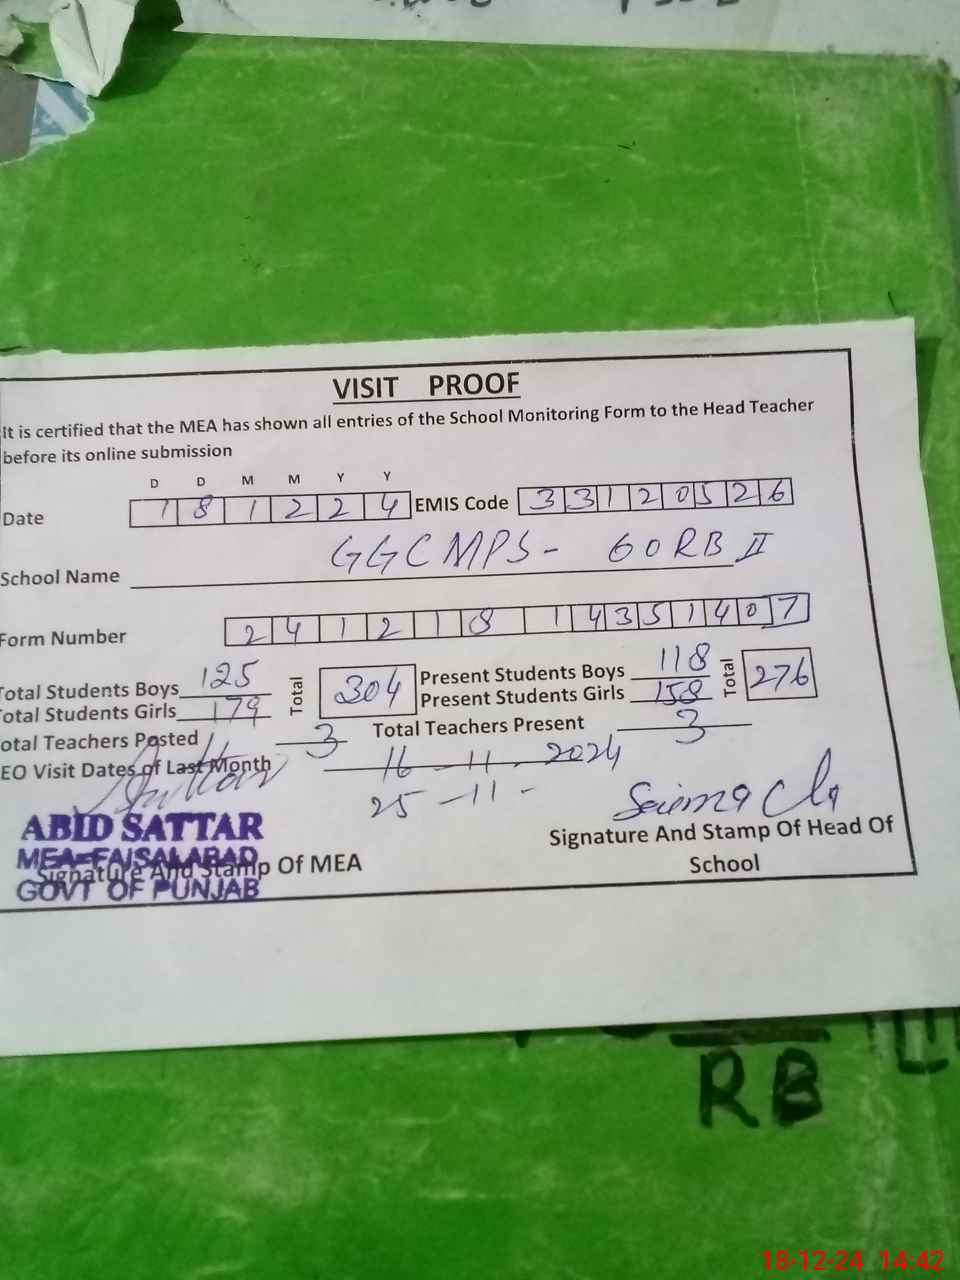 VISIT PROOF
It is certified that the MEA has shown all entries of the School Monitoring Form to the Head Teacher
before its online submission
D D M M Y Y
Date 1 8 1 2 2 4 EMIS Code 3 3 1 2 0 5 2 6
School Name GGCMPS - 60 RB II
Form Number 2 4 1 2 1 8 1 4 3 5 1 4 0 7
Total Students Boys 125 Total 304 Present Students Boys 118 Total 276
Total Students Girls 179 Present Students Girls 158
Total Teachers Posted 3 Total Teachers Present 3
EO Visit Dates of Last Month 16-11-2024
25-11-
ABID SATTAR
MEA-FAISALABAD
GOVT OF PUNJAB
Signature And Stamp Of MEA
Signature And Stamp Of Head Of
School
RB
18-12-24 14:42